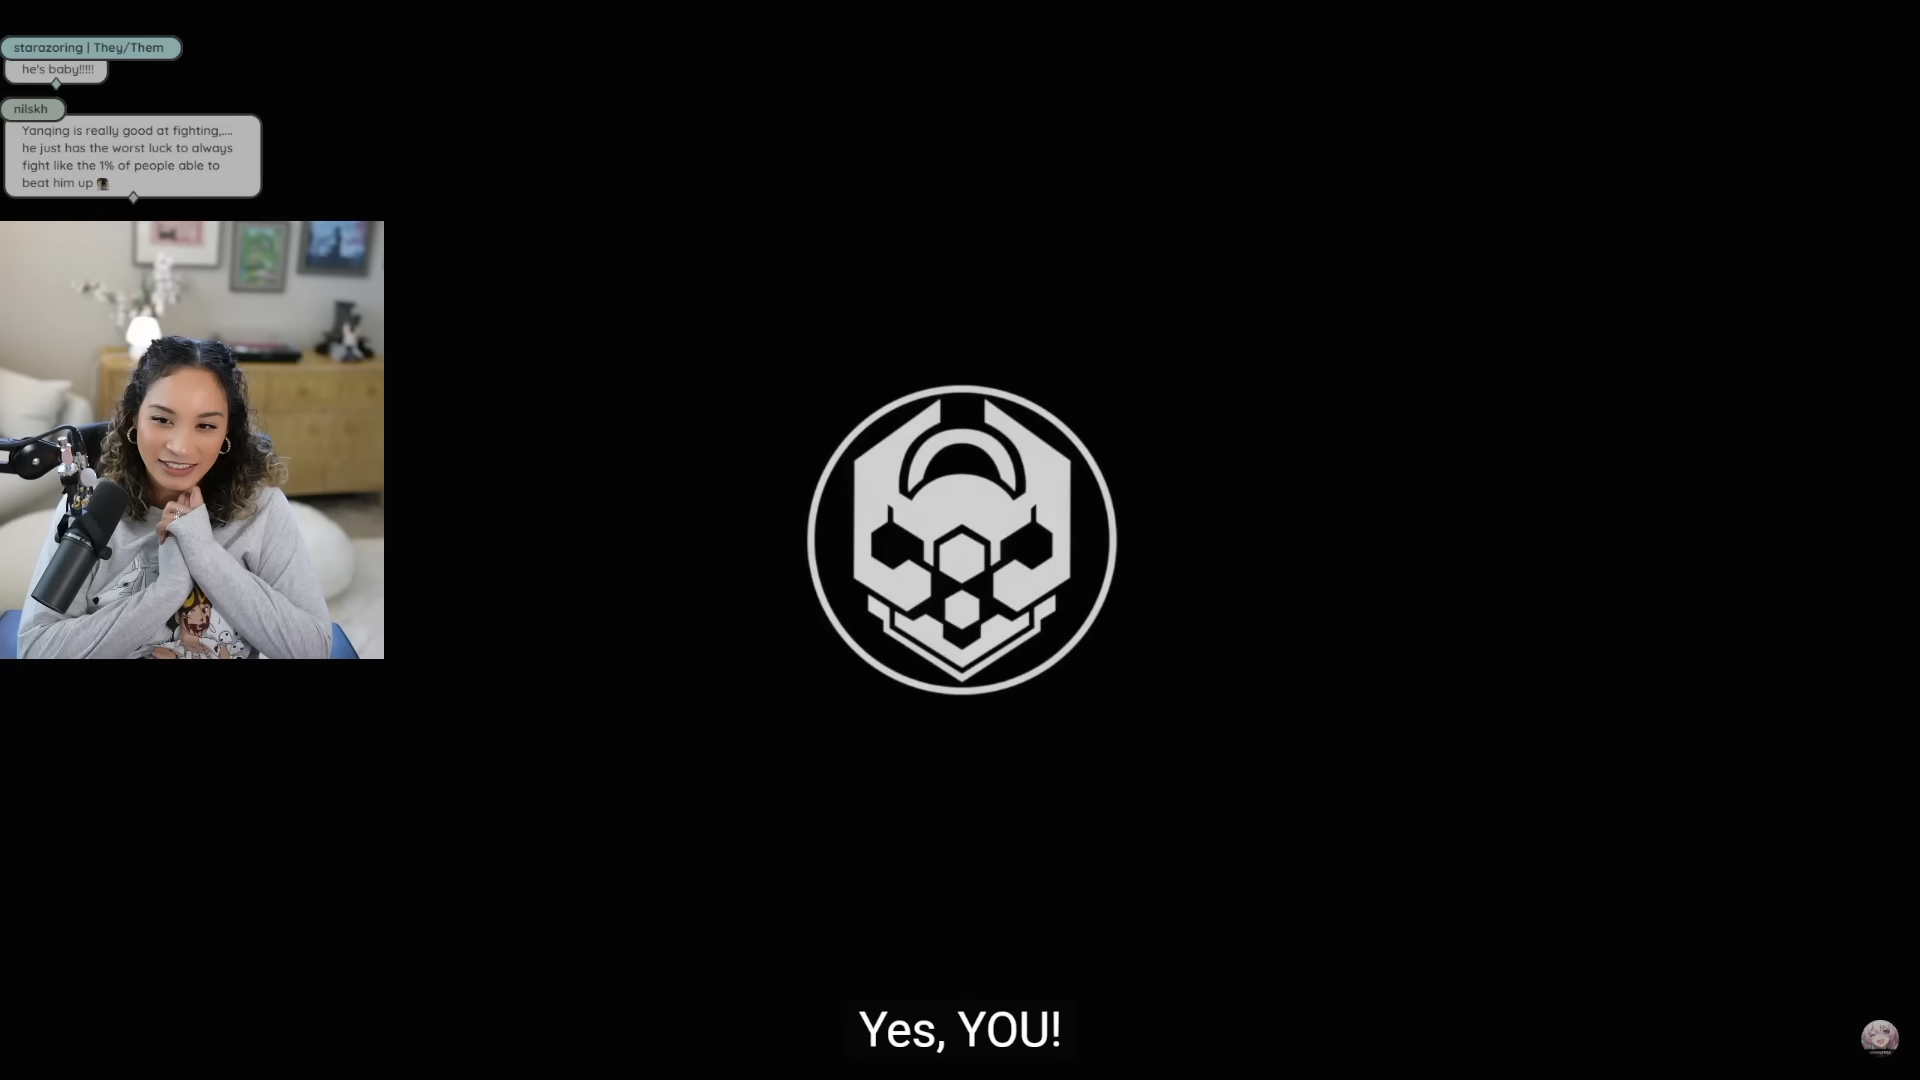 starazoring | They/Them
he's baby!!!!!
nilskh
Yanqing is really good at fighting,....
he just has the worst luck to always
fight like the 1% of people able to
beat him up
Yes, YOU!